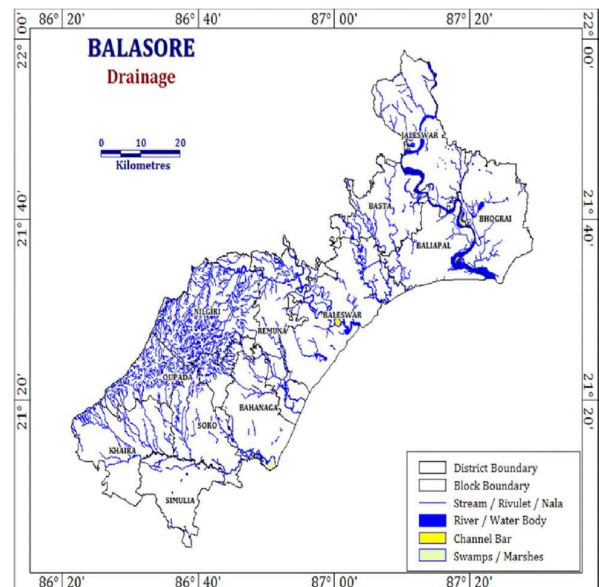 86° 20' 86° 40' 87° 00' 87° 20'
22° 00'
22° 00'
BALASORE
Drainage
0 10 20
Kilometres
JALESWAR
BASTA
BHOGRAI
BALIAPAL
21° 40'
21° 40'
NILGIRI
BALESWAR
REMUNA
OUPADA
21° 20'
21° 20'
BAHANAGA
SORO
KHAIRA
SIMULIA
District Boundary
Block Boundary
Stream / Rivulet / Nala
River / Water Body
Channel Bar
Swamps / Marshes
86° 20' 86° 40' 87° 00' 87° 20'